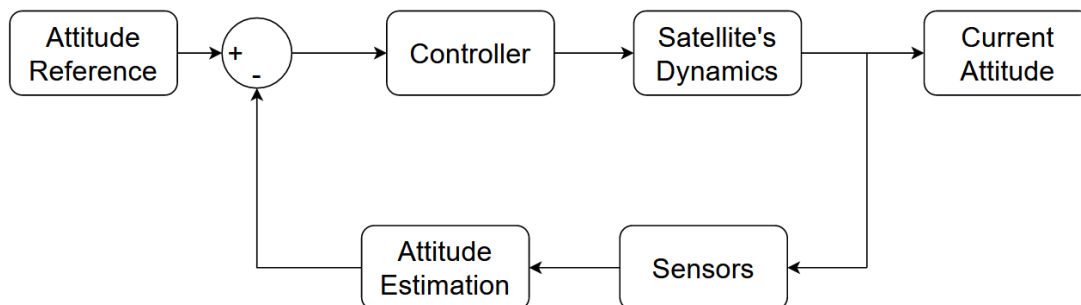 Attitude
Reference
+
-
Controller
Satellite's
Dynamics
Current
Attitude
Attitude
Estimation
Sensors